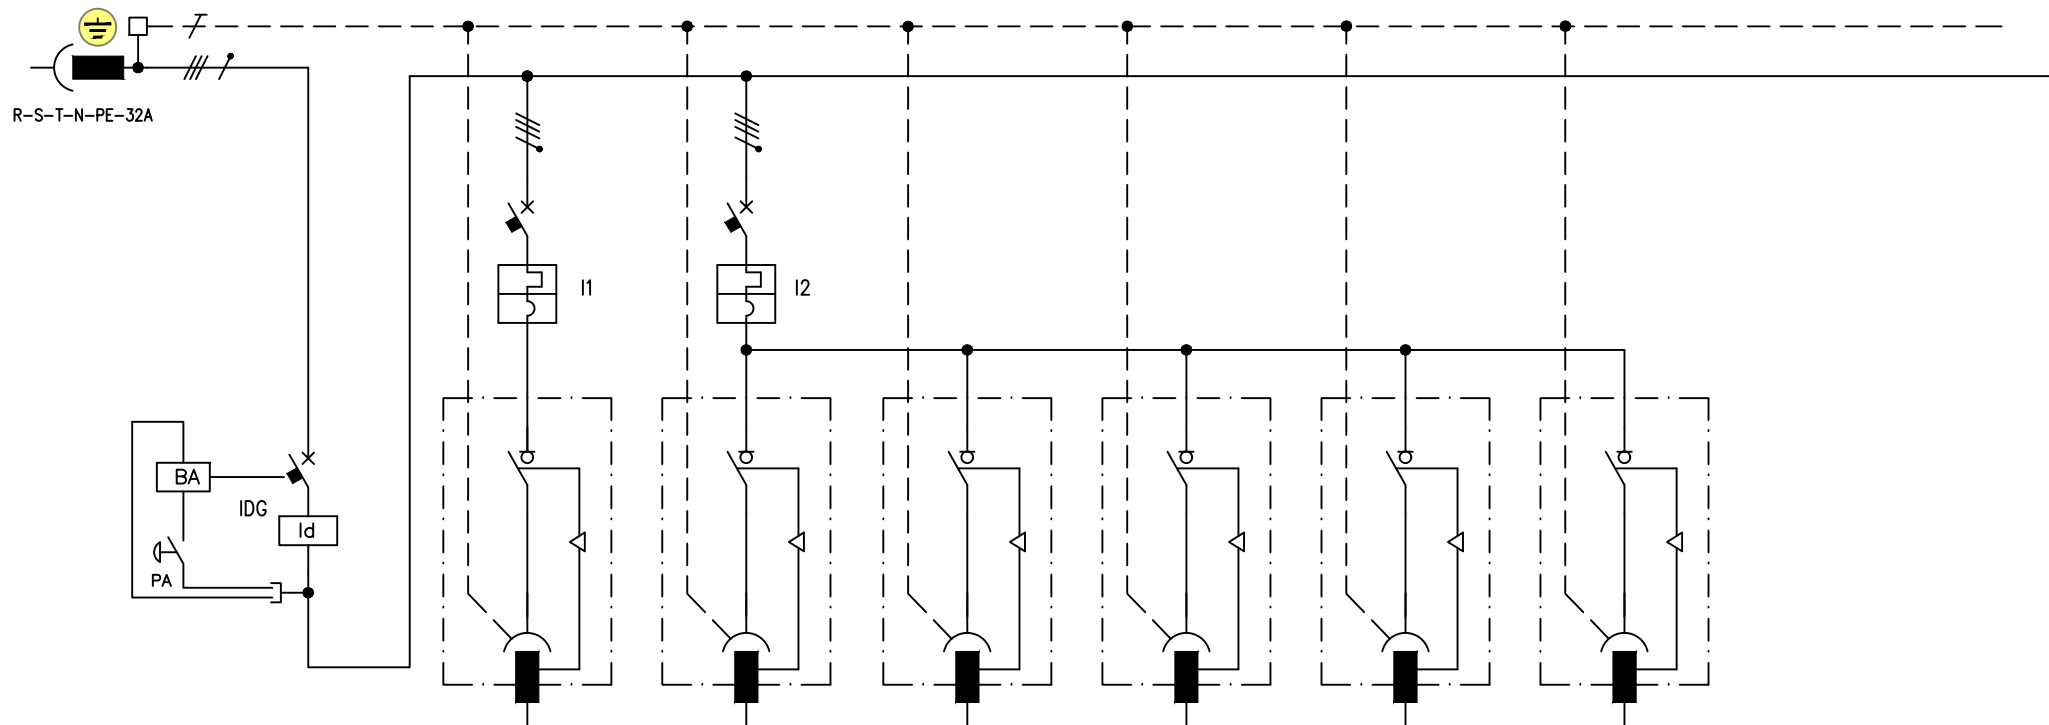 R-S-T-N-PE-32A
I1
I2
BA
IDG
Id
PA